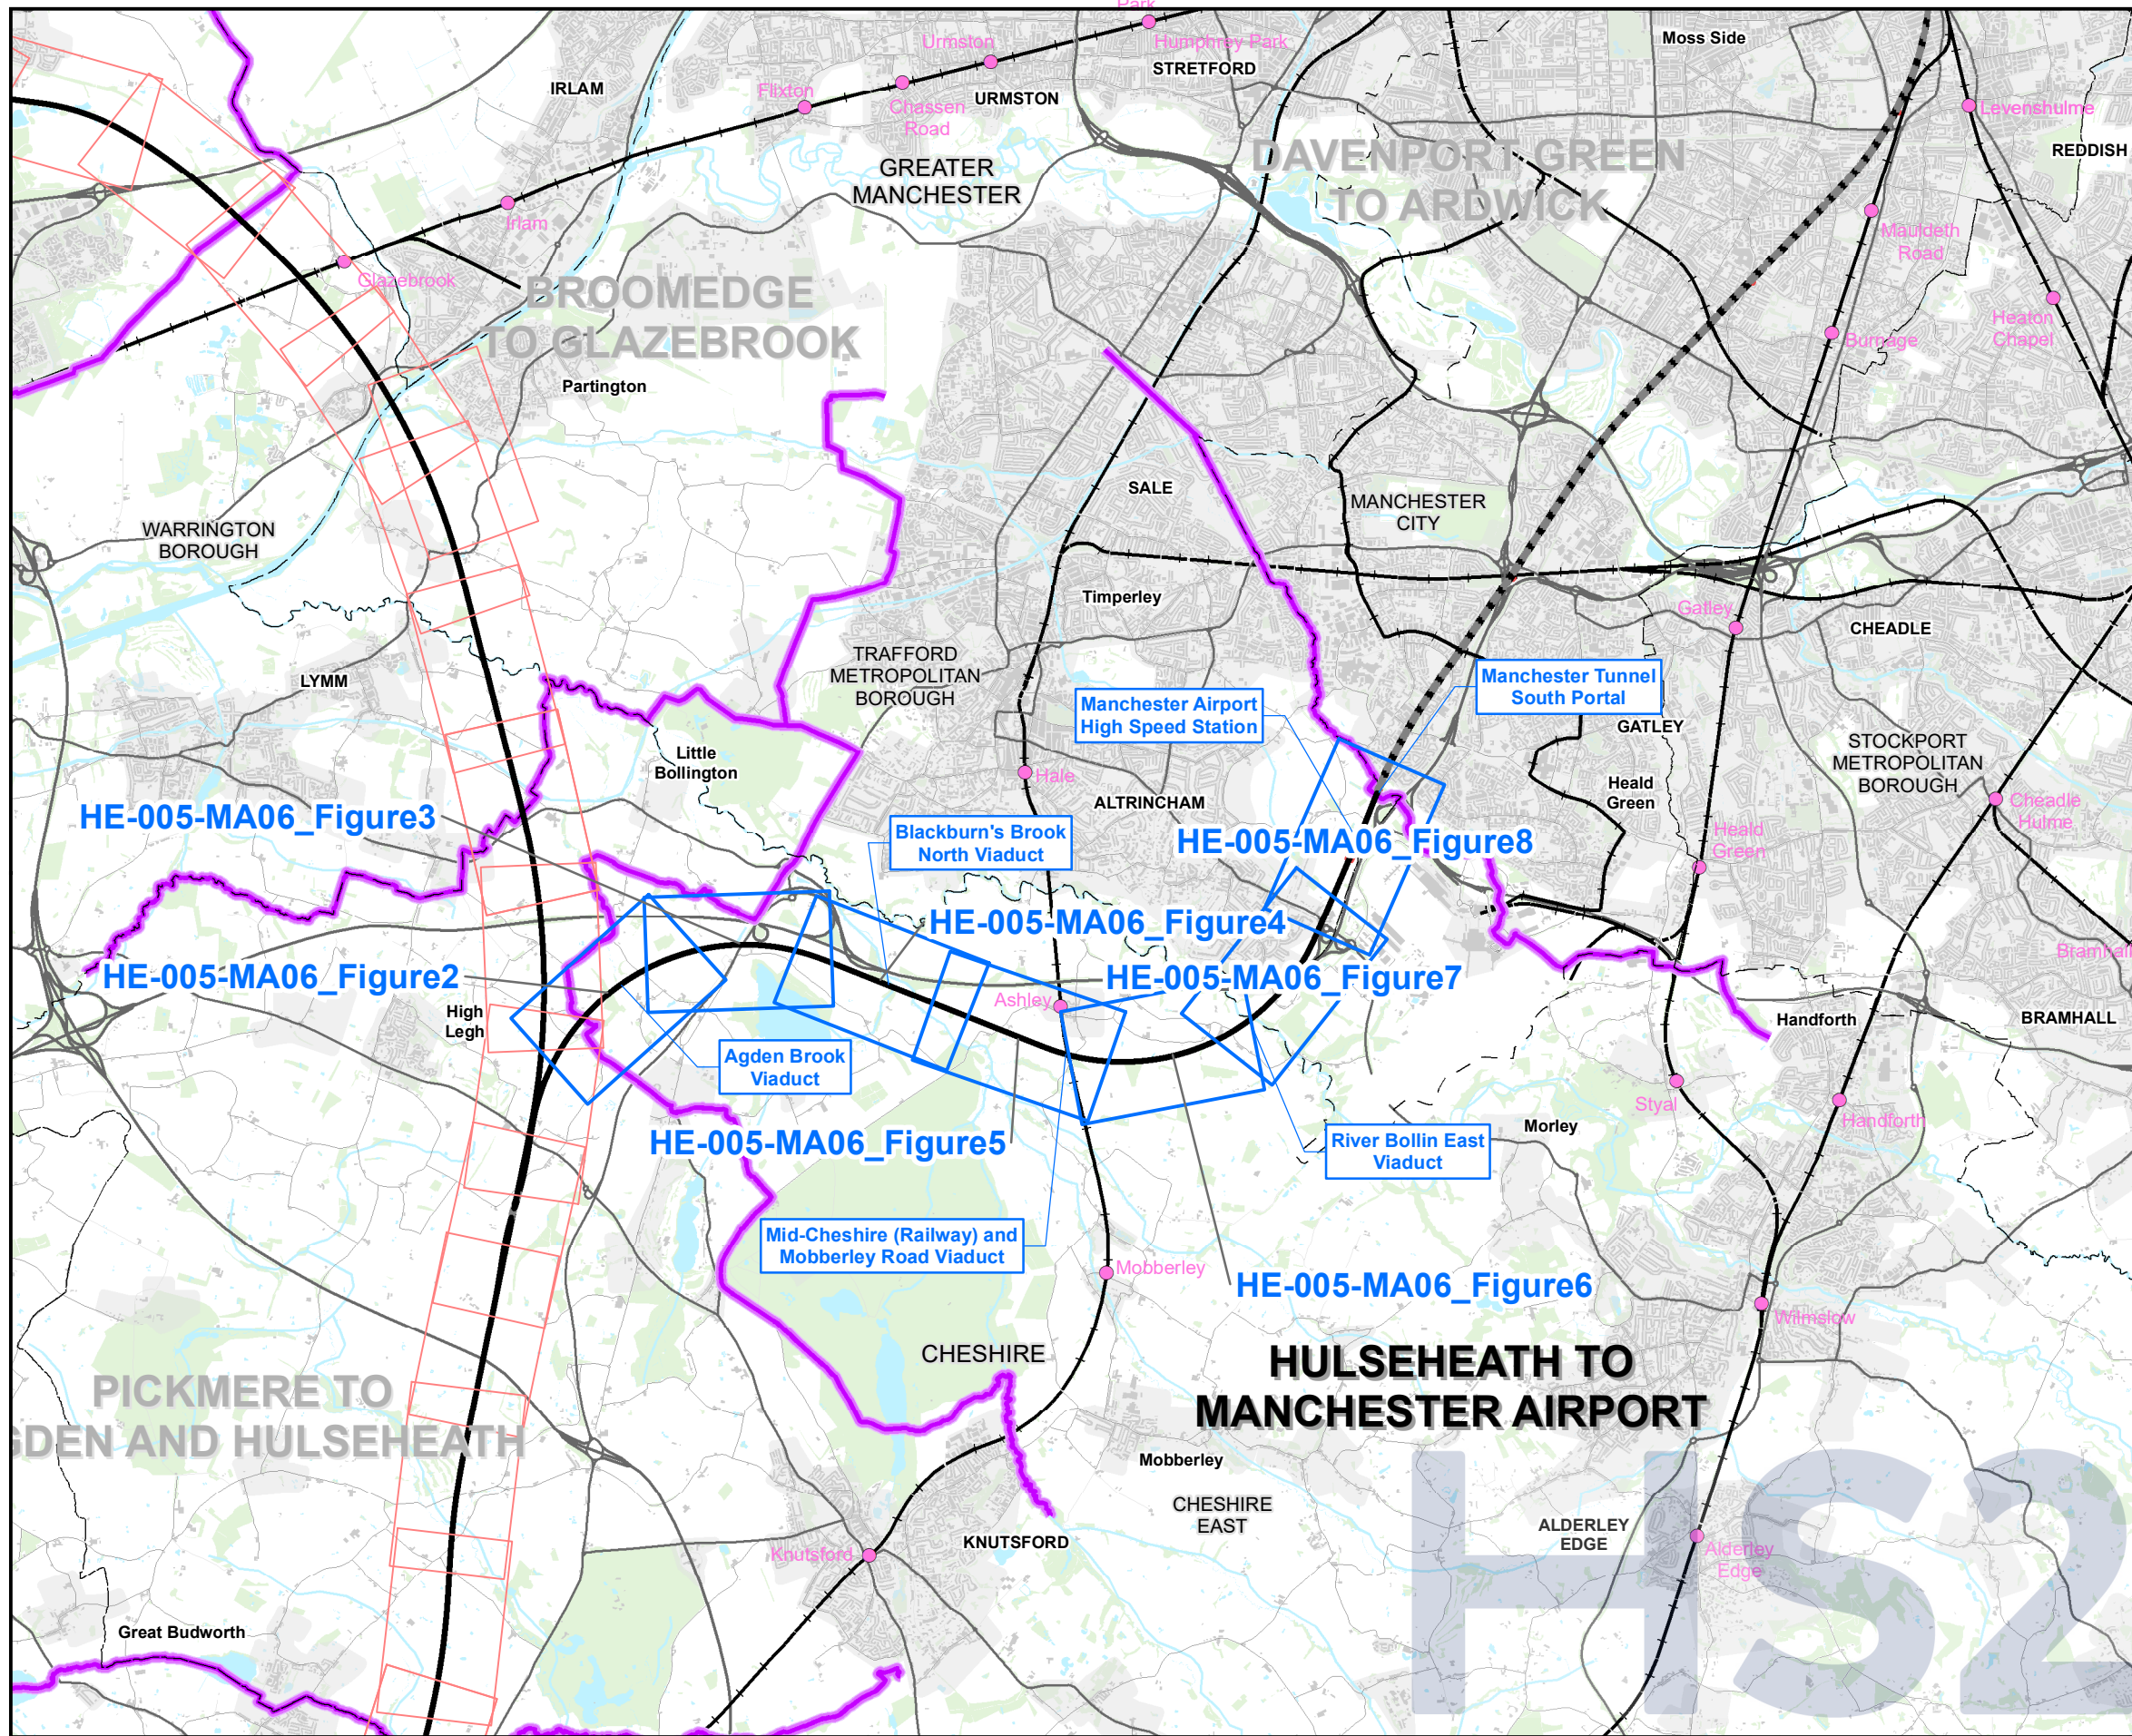 Park
Humphrey Park
Urmston
Moss Side
IRLAM
STRETFORD
Flixton
URMSTON
Chassen
Road
Levenshulme
DAVENPORT GREEN
TO ARDWICK
REDDISH
GREATER
MANCHESTER
Irlam
Mauldeth
Road
Glazebrook
BROOMEDGE
TO GLAZEBROOK
Heaton
Chapel
Burnage
Partington
SALE
MANCHESTER
CITY
WARRINGTON
BOROUGH
Timperley
Gatley
CHEADLE
LYMM
TRAFFORD
METROPOLITAN
BOROUGH
Manchester Tunnel
South Portal
Manchester Airport
High Speed Station
GATLEY
Little
Bollington
STOCKPORT
METROPOLITAN
BOROUGH
Hale
Heald
Green
ALTRINCHAM
Cheadle
Hulme
HE-005-MA06_Figure3
Blackburn's Brook
North Viaduct
HE-005-MA06_Figure8
Heald
Green
HE-005-MA06_Figure4
Bramhall
HE-005-MA06_Figure2
HE-005-MA06_Figure7
Ashley
High
Legh
Handforth
BRAMHALL
Agden Brook
Viaduct
Styal
Handforth
Morley
HE-005-MA06_Figure5
River Bollin East
Viaduct
Mid-Cheshire (Railway) and
Mobberley Road Viaduct
Mobberley
HE-005-MA06_Figure6
Wilmslow
CHESHIRE
HULSEHEATH TO
MANCHESTER AIRPORT
PICKMERE TO
GDEN AND HULSEHEATH
Mobberley
CHESHIRE
EAST
ALDERLEY
EDGE
KNUTSFORD
Knutsford
Alderley
Edge
HS2
Great Budworth